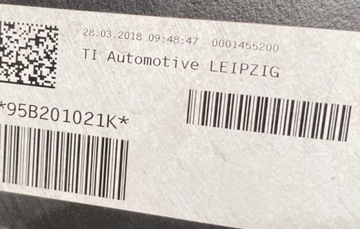 28.03.2018 09:48:47 0001455200
TI Automotive LEIPZIG
*95B201021K*